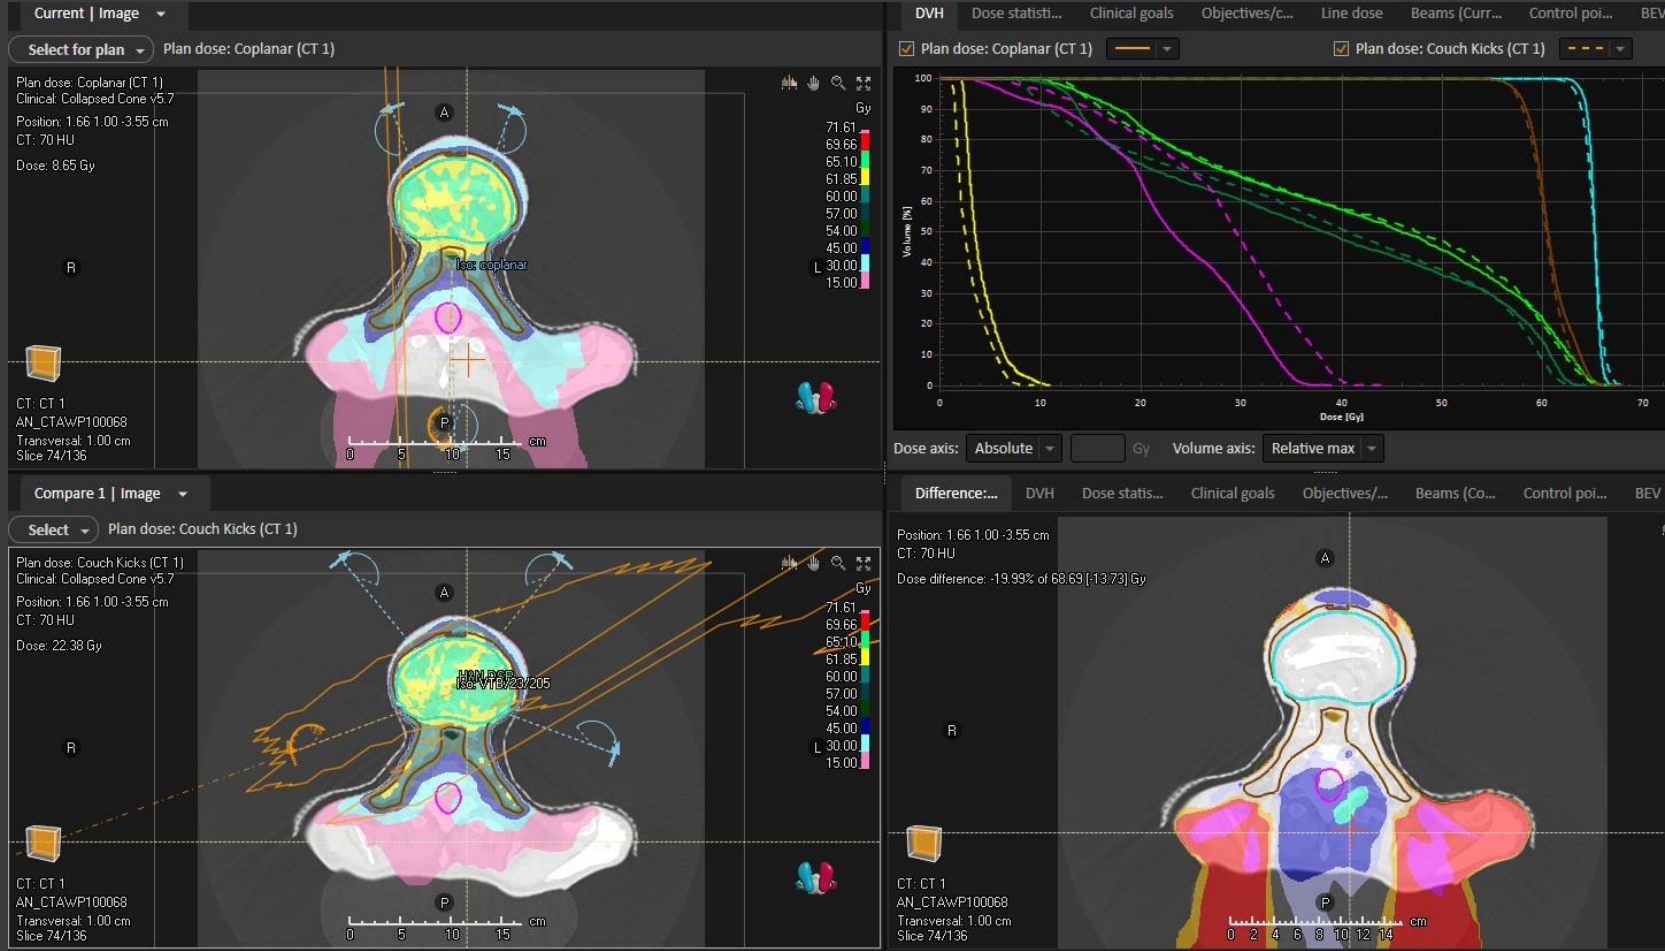 Current | Image
Select for plan
Plan dose: Coplanar (CT 1)
Plan dose: Coplanar (CT 1)
Clinical: Collapsed Cone v5.7
Position: 1.66 1.00 -3.55 cm
CT: 70 HU
Dose: 8.65 Gy
A
R
L
P
Iso: coplanar
Gy
71.61
69.66
65.10
61.85
60.00
57.00
54.00
45.00
30.00
15.00
CT: CT 1
AN_CTAWP100068
Transversal: 1.00 cm
Slice 74/136
0 5 10 15 cm
DVH Dose statisti... Clinical goals Objectives/c... Line dose Beams (Curr... Control poi... BEV
Plan dose: Coplanar (CT 1)
Plan dose: Couch Kicks (CT 1)
100
90
80
70
60
50
40
30
20
10
0
Volume [%]
0 10 20 30 40 50 60 70
Dose [Gy]
Dose axis: Absolute Gy Volume axis: Relative max
Compare 1 | Image
Select
Plan dose: Couch Kicks (CT 1)
Plan dose: Couch Kicks (CT 1)
Clinical: Collapsed Cone v5.7
Position: 1.66 1.00 -3.55 cm
CT: 70 HU
Dose: 22.38 Gy
A
R
L
P
Iso: VTB/23/205
Gy
71.61
69.66
65.10
61.85
60.00
57.00
54.00
45.00
30.00
15.00
CT: CT 1
AN_CTAWP100068
Transversal: 1.00 cm
Slice 74/136
0 5 10 15 cm
Difference:... DVH Dose statis... Clinical goals Objectives/... Beams (Co... Control poi... BEV
Position: 1.66 1.00 -3.55 cm
CT: 70 HU
Dose difference: -19.99% of 68.69 [-13.73] Gy
A
R
P
CT: CT 1
AN_CTAWP100068
Transversal: 1.00 cm
Slice 74/136
0 2 4 6 8 10 12 14 cm